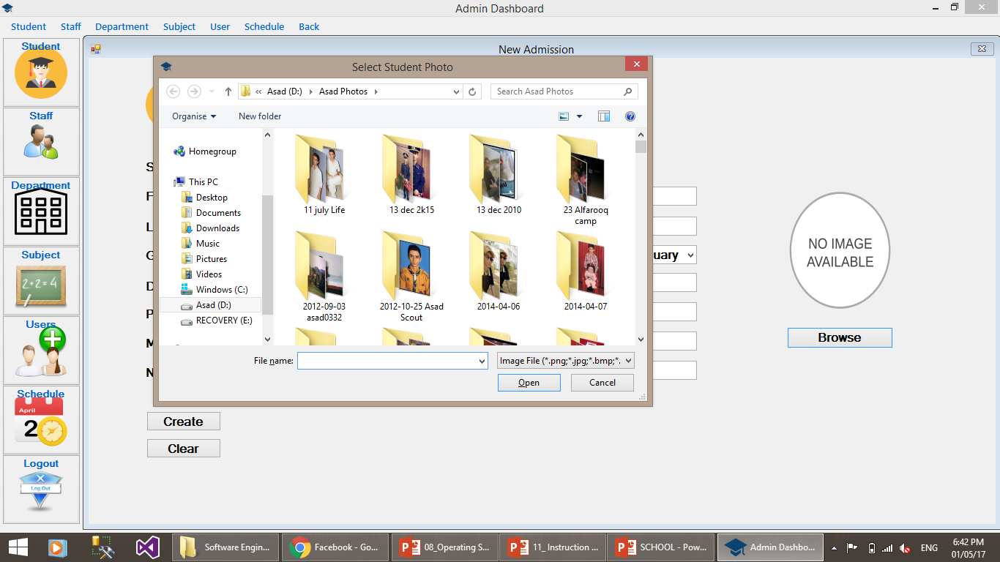 Admin Dashboard
Student Staff Department Subject User Schedule Back
Student
Staff
Department
Subject
2+2=4
Users
Schedule
April
2
Logout
Log Out
New Admission
Select Student Photo
Asad (D:) Asad Photos
Search Asad Photos
Organise New folder
Homegroup
This PC
Desktop
Documents
Downloads
Music
Pictures
Videos
Windows (C:)
Asad (D:)
RECOVERY (E:)
11 july Life
13 dec 2k15
13 dec 2010
23 Alfarooq
camp
2012-09-03
asad0332
2012-10-25 Asad
Scout
2014-04-06
2014-04-07
File name:
Image File (*.png;*.jpg;*.bmp;*.
Open Cancel
S
F
L
G
uary
D
P
M
N
NO IMAGE
AVAILABLE
Browse
Create
Clear
Software Engin...
Facebook - Go...
08_Operating S...
11_ Instruction ...
SCHOOL - Pow...
Admin Dashbo...
ENG
6:42 PM
01/05/17